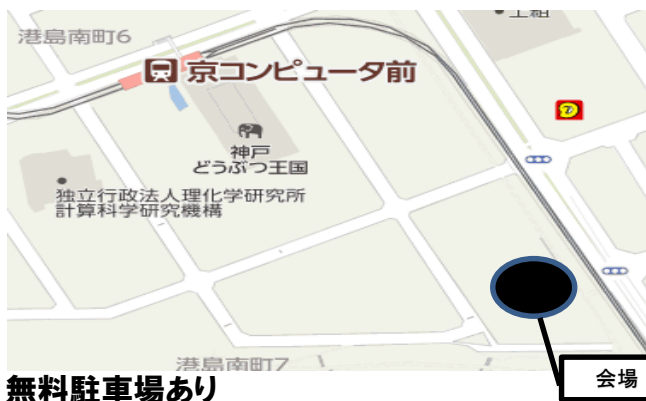 上組
港島南町6
京コンピュータ前
神戸
どうぶつ王国
独立行政法人理化学研究所
計算科学研究機構
港島南町7
会場
無料駐車場あり